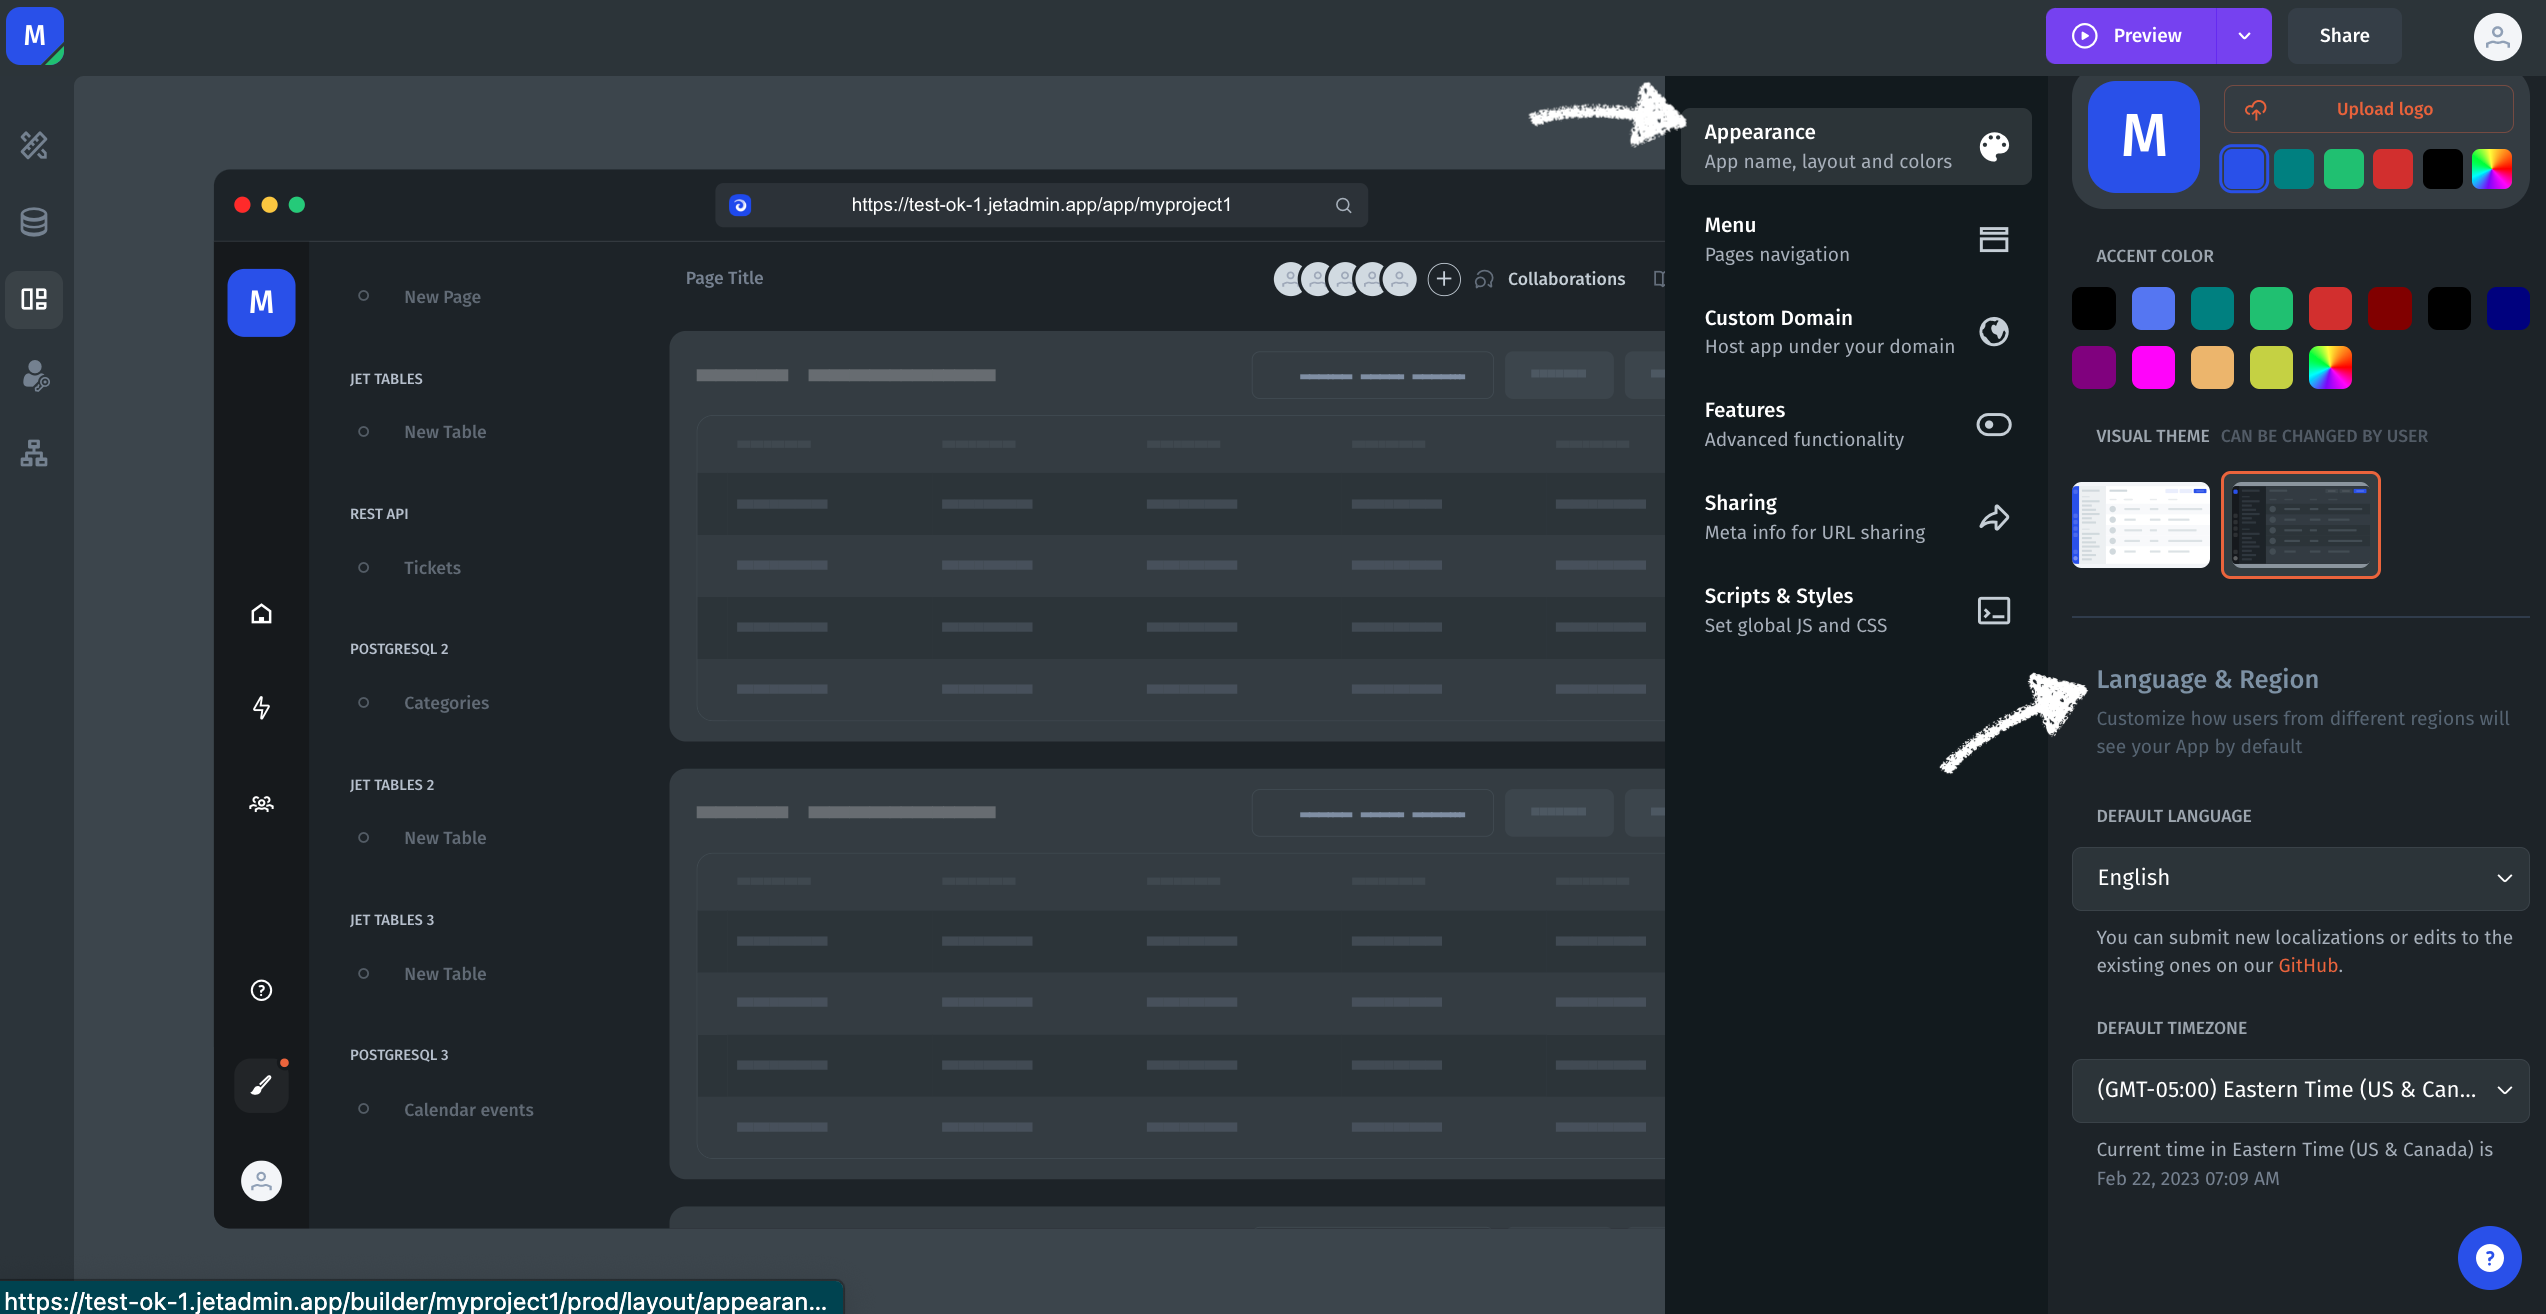 M
Preview
Share
https://test-ok-1.jetadmin.app/app/myproject1
M
New Page
JET TABLES
New Table
REST API
Tickets
POSTGRESQL 2
Categories
JET TABLES 2
New Table
JET TABLES 3
New Table
POSTGRESQL 3
Calendar events
Page Title
Collaborations
Appearance
App name, layout and colors
Menu
Pages navigation
Custom Domain
Host app under your domain
Features
Advanced functionality
Sharing
Meta info for URL sharing
Scripts & Styles
Set global JS and CSS
M
Upload logo
ACCENT COLOR
VISUAL THEME CAN BE CHANGED BY USER
Language & Region
Customize how users from different regions will
see your App by default
DEFAULT LANGUAGE
English
You can submit new localizations or edits to the
existing ones on our GitHub.
DEFAULT TIMEZONE
(GMT-05:00) Eastern Time (US & Can...
Current time in Eastern Time (US & Canada) is
Feb 22, 2023 07:09 AM
https://test-ok-1.jetadmin.app/builder/myproject1/prod/layout/appearan...